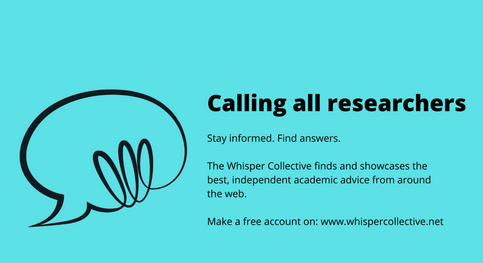 Calling all researchers
Stay informed. Find answers.
The Whisper Collective finds and showcases the
best, independent academic advice from around
the web.
Make a free account on: www.whispercollective.net